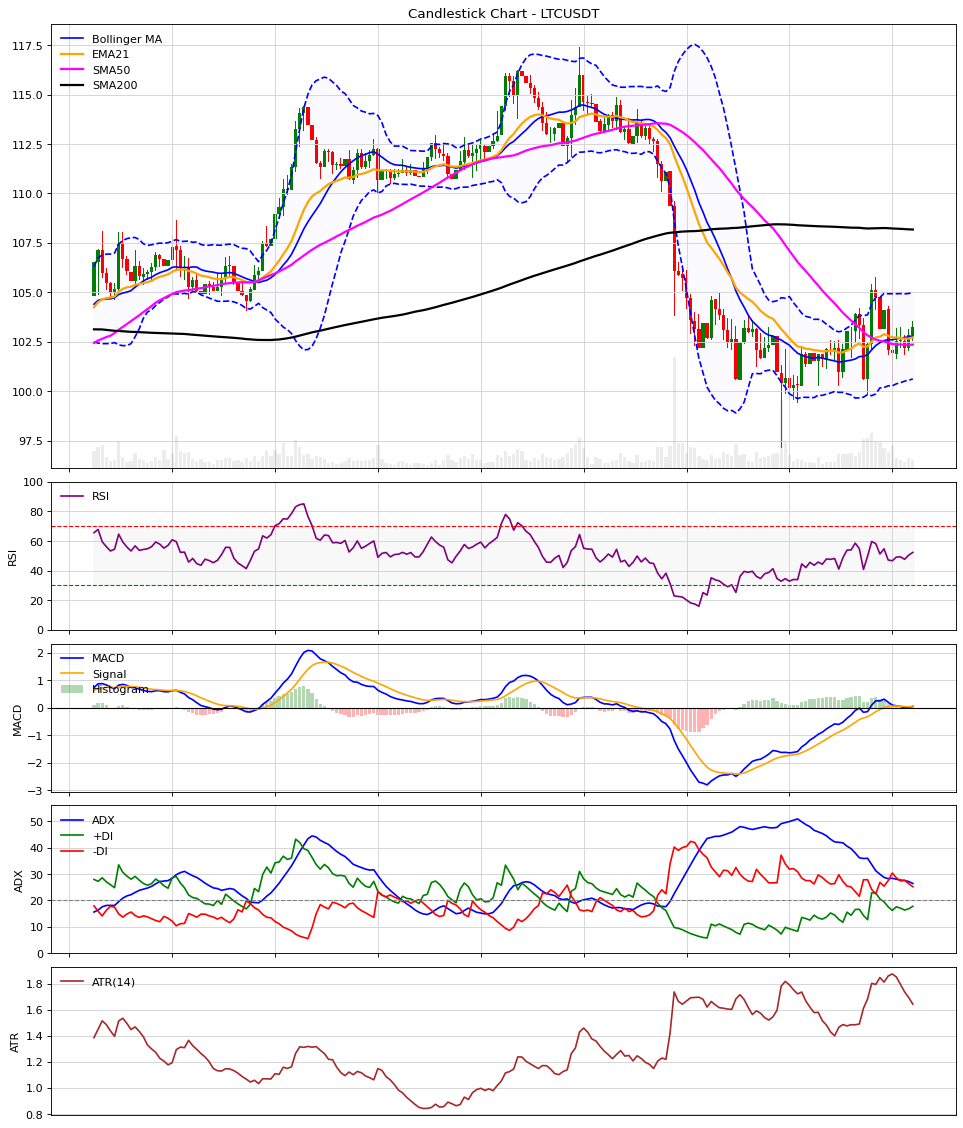 Candlestick Chart - LTCUSDT
Bollinger MA
EMA21
SMA50
SMA200
117.5
115.0
112.5
110.0
107.5
105.0
102.5
100.0
97.5
RSI
RSI
100
80
60
40
20
0
MACD
Signal
Histogram
MACD
2
1
0
−1
−2
−3
ADX
+DI
-DI
ADX
50
40
30
20
10
0
ATR(14)
ATR
1.8
1.6
1.4
1.2
1.0
0.8